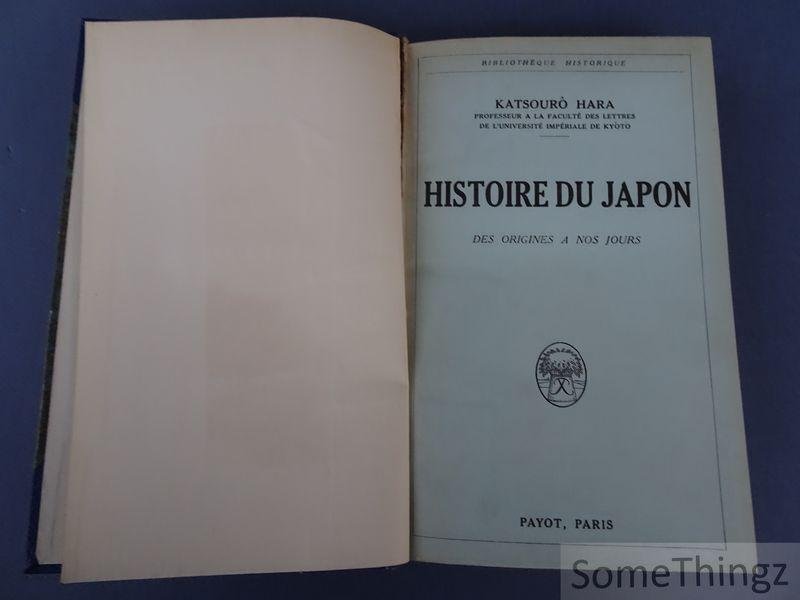 BIBLIOTHÈQUE HISTORIQUE
KATSOURÒ HARA
PROFESSEUR A LA FACULTÉ DES LETTRES
DE L'UNIVERSITÉ IMPÉRIALE DE KYÒTO
HISTOIRE DU JAPON
DES ORIGINES A NOS JOURS
PAYOT, PARIS
SomeThingz